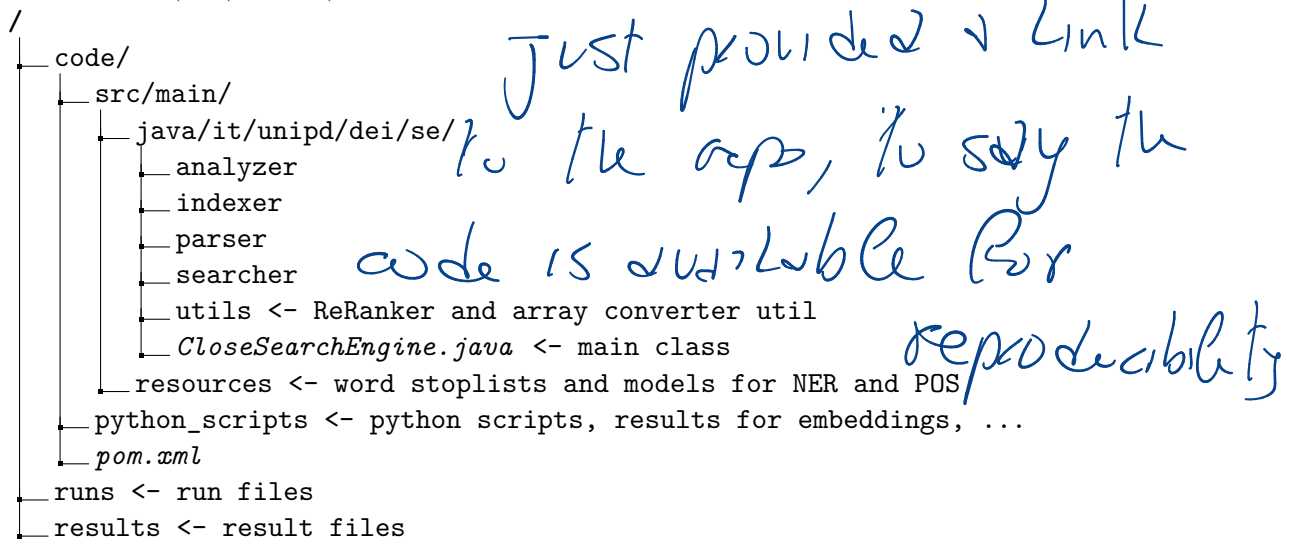 /
code/
src/main/
java/it/unipd/dei/se/
analyzer
indexer
parser
searcher
utils <- ReRanker and array converter util
CloseSearchEngine.java <- main class
resources <- word stoplists and models for NER and POS
python_scripts <- python scripts, results for embeddings, ...
pom.xml
runs <- run files
results <- result files
Just provided a link
to the repo, to say the
code is available for
reproducibility